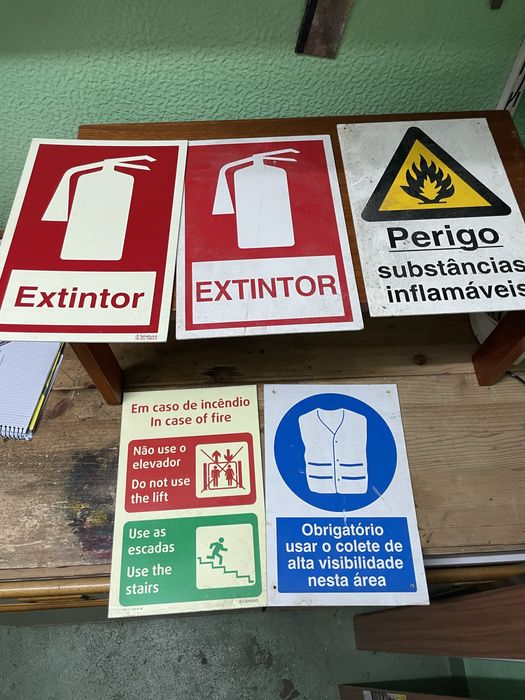 Extintor
EXTINTOR
Perigo
substâncias
inflamáveis
Em caso de incêndio
In case of fire
Não use o
elevador
Do not use
the lift
Use as
escadas
Use the
stairs
Obrigatório
usar o colete de
alta visibilidade
nesta área